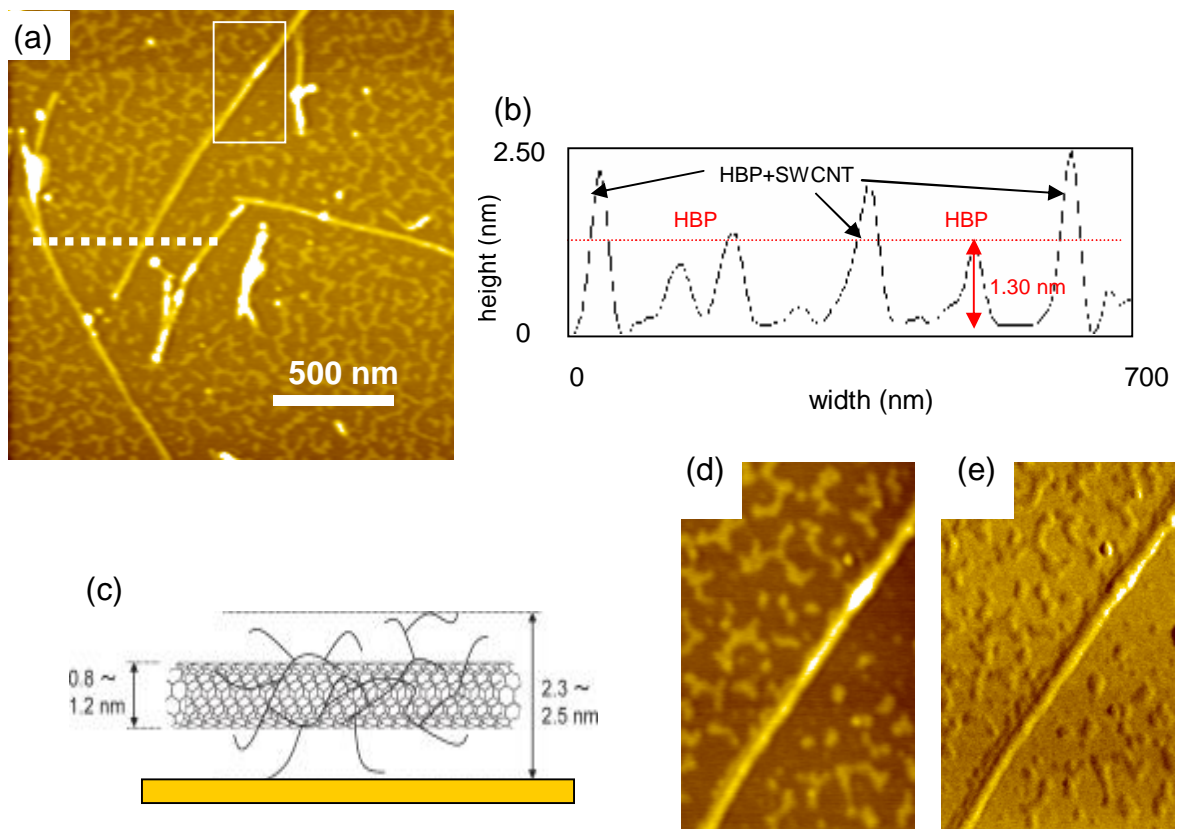 (a)
500 nm
(b)
2.50
HBP+SWCNT
HBP
HBP
1.30 nm
height (nm)
0
0
700
width (nm)
(c)
0.8 ~
1.2 nm
2.3 ~
2.5 nm
(d)
(e)